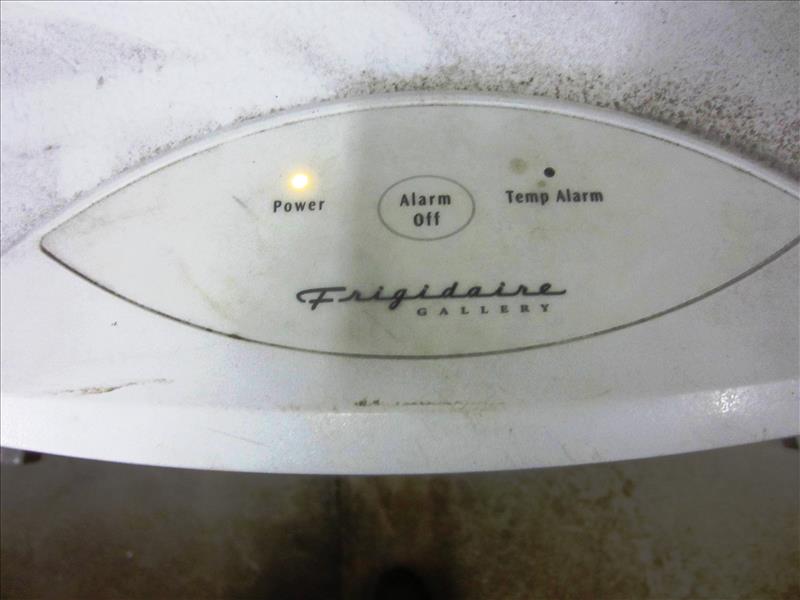 Power
Alarm
Off
Temp Alarm
Frigidaire
GALLERY